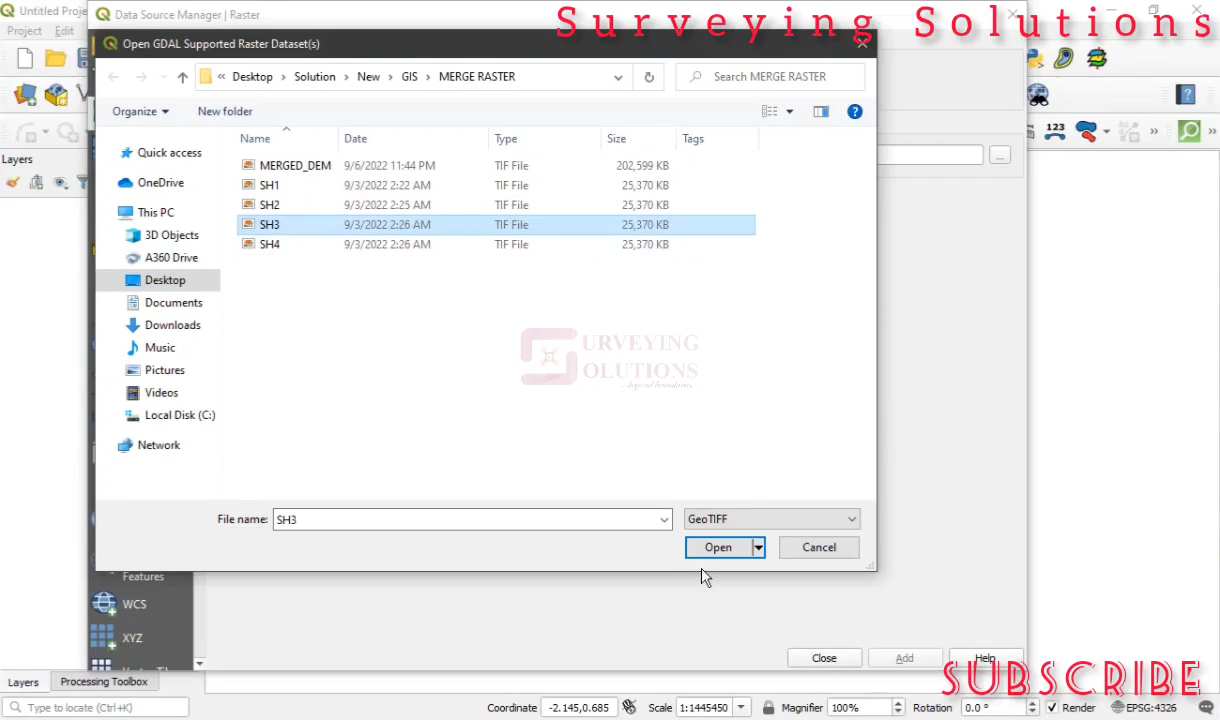 Untitled Proje
Data Source Manager | Raster
Surveying Solutions
Project Edit
Open GDAL Supported Raster Dataset(s)
« Desktop › Solution › New › GIS › MERGE RASTER
Search MERGE RASTER
Organize
New folder
Name Date Type Size Tags
MERGED_DEM 9/6/2022 11:44 PM TIF File 202,599 KB
SH1 9/3/2022 2:22 AM TIF File 25,370 KB
SH2 9/3/2022 2:25 AM TIF File 25,370 KB
SH3 9/3/2022 2:26 AM TIF File 25,370 KB
SH4 9/3/2022 2:26 AM TIF File 25,370 KB
Quick access
OneDrive
This PC
3D Objects
A360 Drive
Desktop
Documents
Downloads
Music
Pictures
Videos
Local Disk (C:)
Network
Layers
123
...
SURVEYING
SOLUTIONS
- beyond boundaries
File name: SH3
GeoTIFF
Open
Cancel
Features
WCS
XYZ
Close
Add
Help
SUBSCRIBE
Layers
Processing Toolbox
Type to locate (Ctrl+K)
Coordinate -2.145,0.685
Scale 1:1445450
Magnifier 100%
Rotation 0.0 °
Render
EPSG:4326